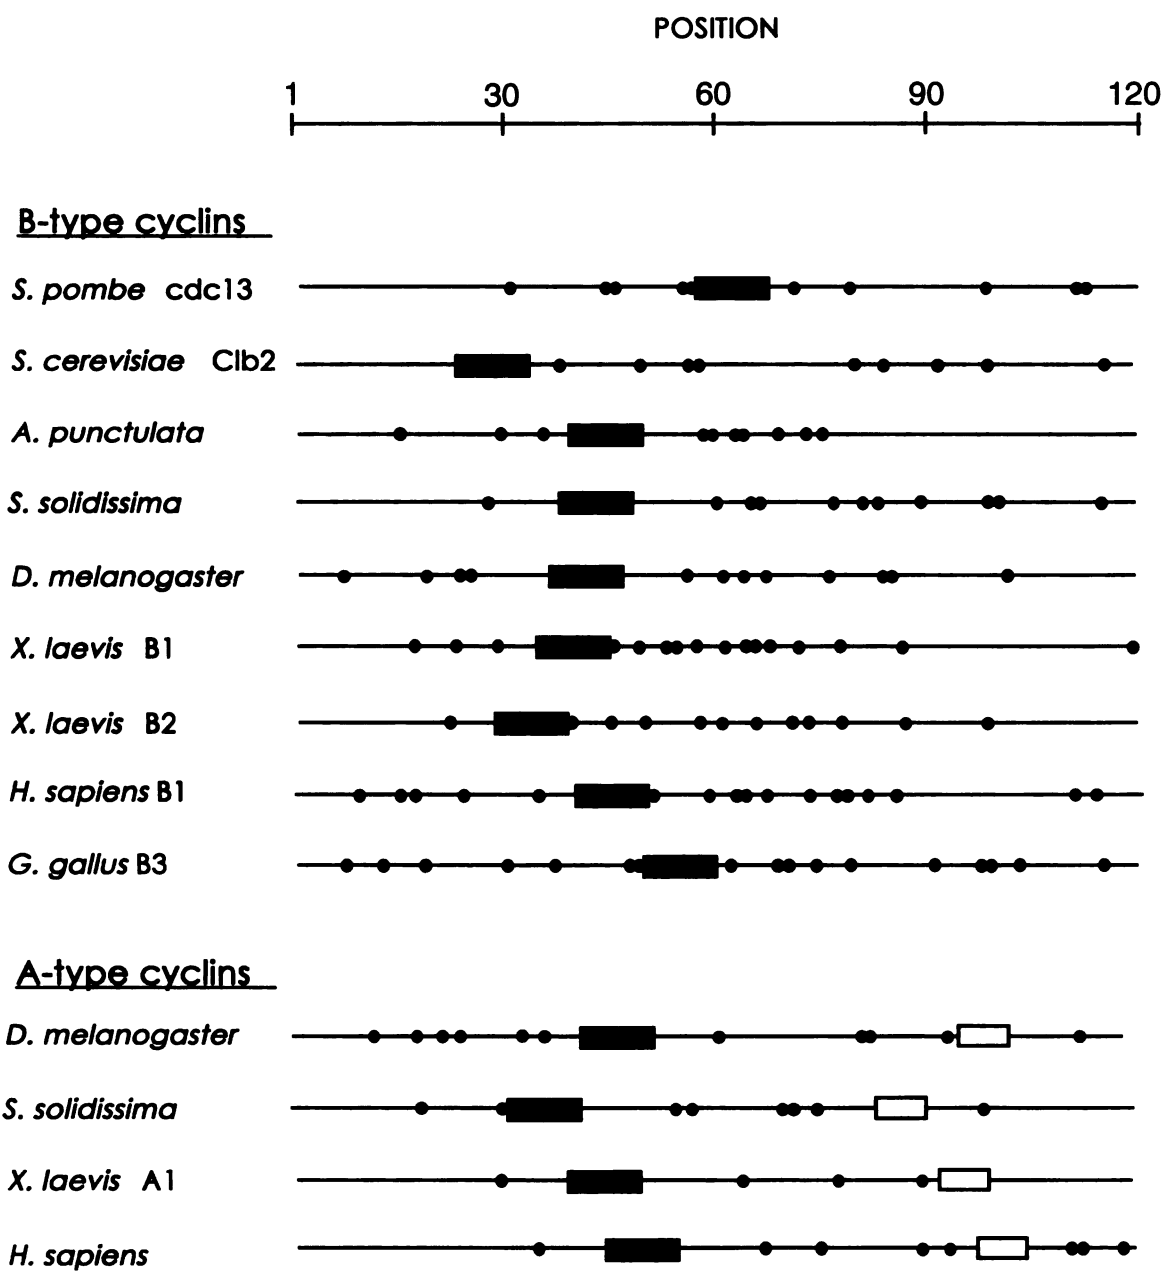 POSITION
1 30 60 90 120
B-type cyclins
S. pombe cdc13
S. cerevisiae Clb2
A. punctulata
S. solidissima
D. melanogaster
X. laevis B1
X. laevis B2
H. sapiens B1
G. gallus B3
A-type cyclins
D. melanogaster
S. solidissima
X. laevis A1
H. sapiens